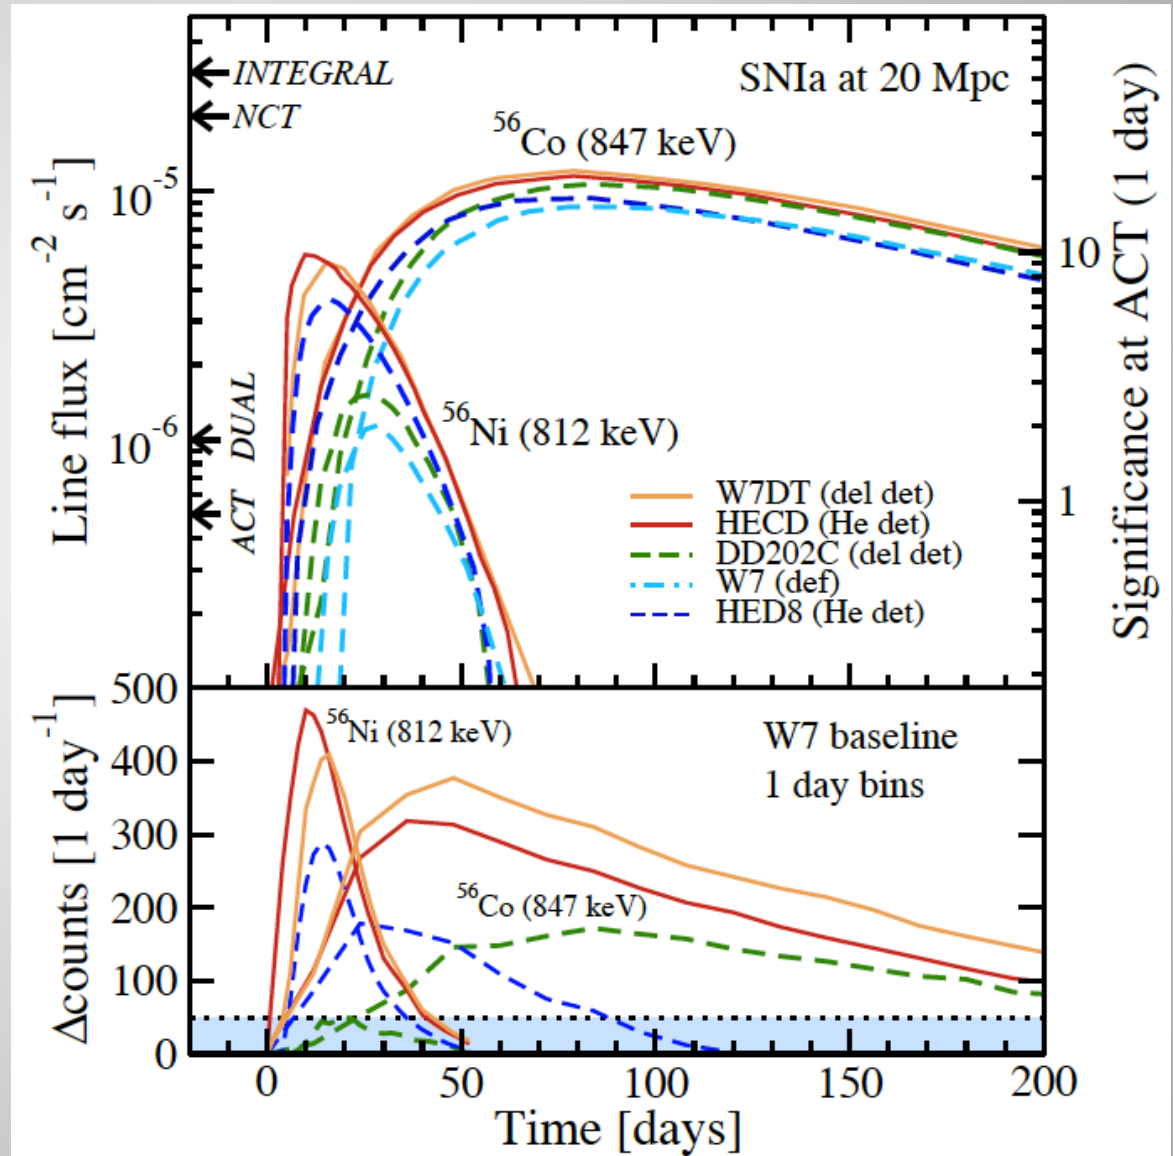 INTEGRAL
NCT
SNIa at 20 Mpc
⁵⁶Co (847 keV)
10⁻⁵
10⁻⁶
Line flux [cm⁻² s⁻¹]
DUAL
ACT
⁵⁶Ni (812 keV)
10
1
Significance at ACT (1 day)
W7DT (del det)
HECD (He det)
DD202C (del det)
W7 (def)
HED8 (He det)
500
400
300
200
100
0
Δcounts [1 day⁻¹]
⁵⁶Ni (812 keV)
W7 baseline
1 day bins
⁵⁶Co (847 keV)
0 50 100 150 200
Time [days]